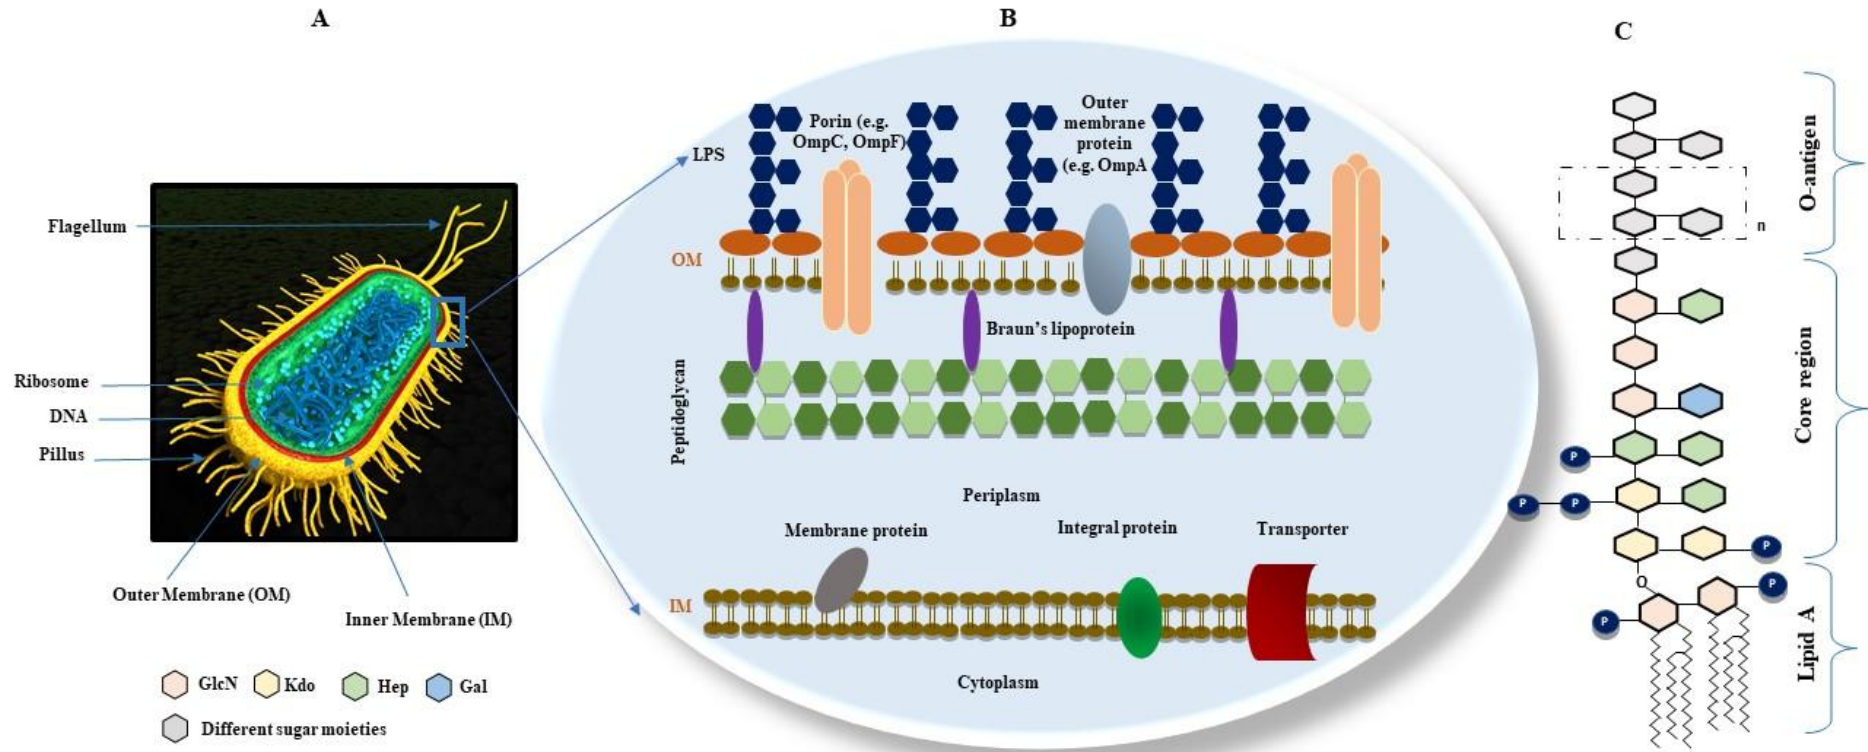 A
Flagellum
Ribosome
DNA
Pillus
Outer Membrane (OM)
Inner Membrane (IM)
GlcN
Kdo
Hep
Gal
Different sugar moieties
B
LPS
Porin (e.g.
OmpC, OmpF)
Outer
membrane
protein
(e.g. OmpA
OM
Braun's lipoprotein
Peptidoglycan
Periplasm
Membrane protein
Integral protein
Transporter
IM
Cytoplasm
C
O-antigen
n
Core region
P
P
P
P
O
P
P
Lipid A